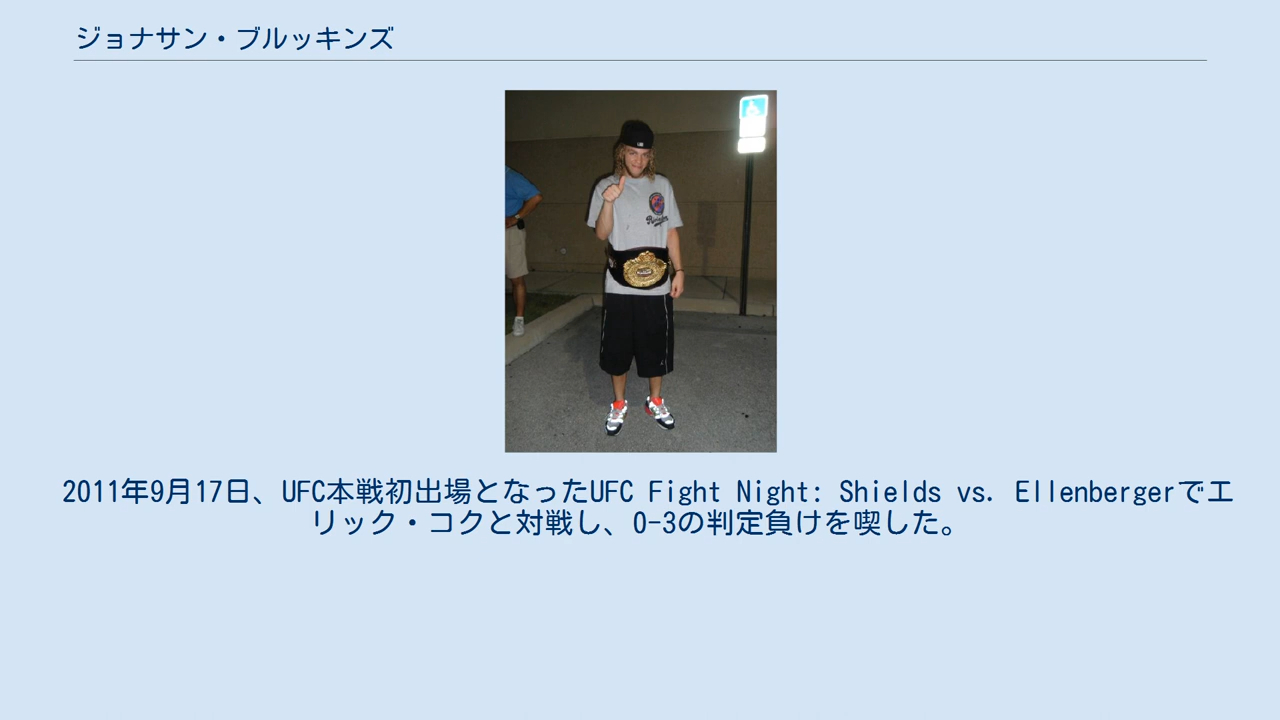 ジョナサン・ブルッキンズ
2011年9月17日、UFC本戦初出場となったUFC Fight Night: Shields vs. Ellenbergerでエ
リック・コクと対戦し、0-3の判定負けを喫した。